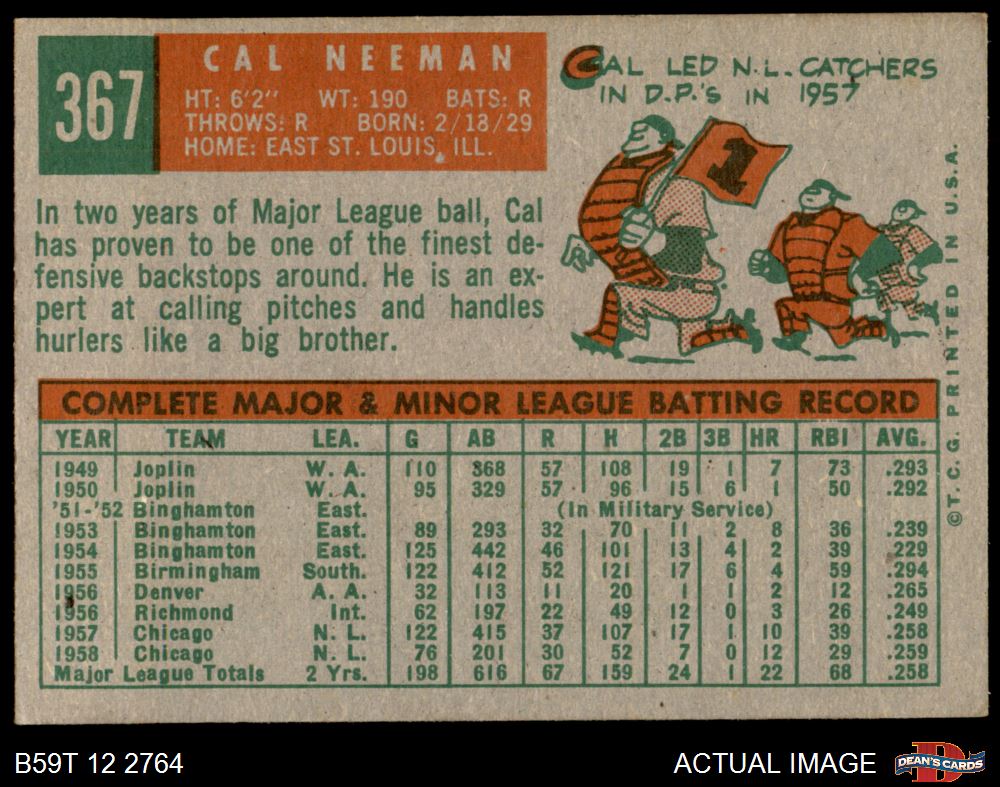 367
CAL NEEMAN
HT: 6'2" WT: 190 BATS: R
THROWS: R BORN: 2/18/29
HOME: EAST ST. LOUIS, ILL.
In two years of Major League ball, Cal
has proven to be one of the finest de-
fensive backstops around. He is an ex-
pert at calling pitches and handles
hurlers like a big brother.
CAL LED N.L. CATCHERS
IN D.P.'S IN 1957
1
COMPLETE MAJOR & MINOR LEAGUE BATTING RECORD
YEAR TEAM LEA. G AB R H 2B 3B HR RBI AVG.
1949 Joplin W. A. 110 368 57 108 19 1 7 73 .293
1950 Joplin W. A. 95 329 57 96 15 6 1 50 .292
'51-'52 Binghamton East. (In Military Service)
1953 Binghamton East. 89 293 32 70 11 2 8 36 .239
1954 Binghamton East. 125 442 46 101 13 4 2 39 .229
1955 Birmingham South. 122 412 52 121 17 6 4 59 .294
1956 Denver A. A. 32 113 11 20 1 1 2 12 .265
1956 Richmond Int. 62 197 22 49 12 0 3 26 .249
1957 Chicago N. L. 122 415 37 107 17 1 10 39 .258
1958 Chicago N. L. 76 201 30 52 7 0 12 29 .259
Major League Totals 2 Yrs. 198 616 67 159 24 1 22 68 .258
©T.C.G. PRINTED IN U.S.A.
B59T 12 2764
ACTUAL IMAGE
DEAN'S CARDS